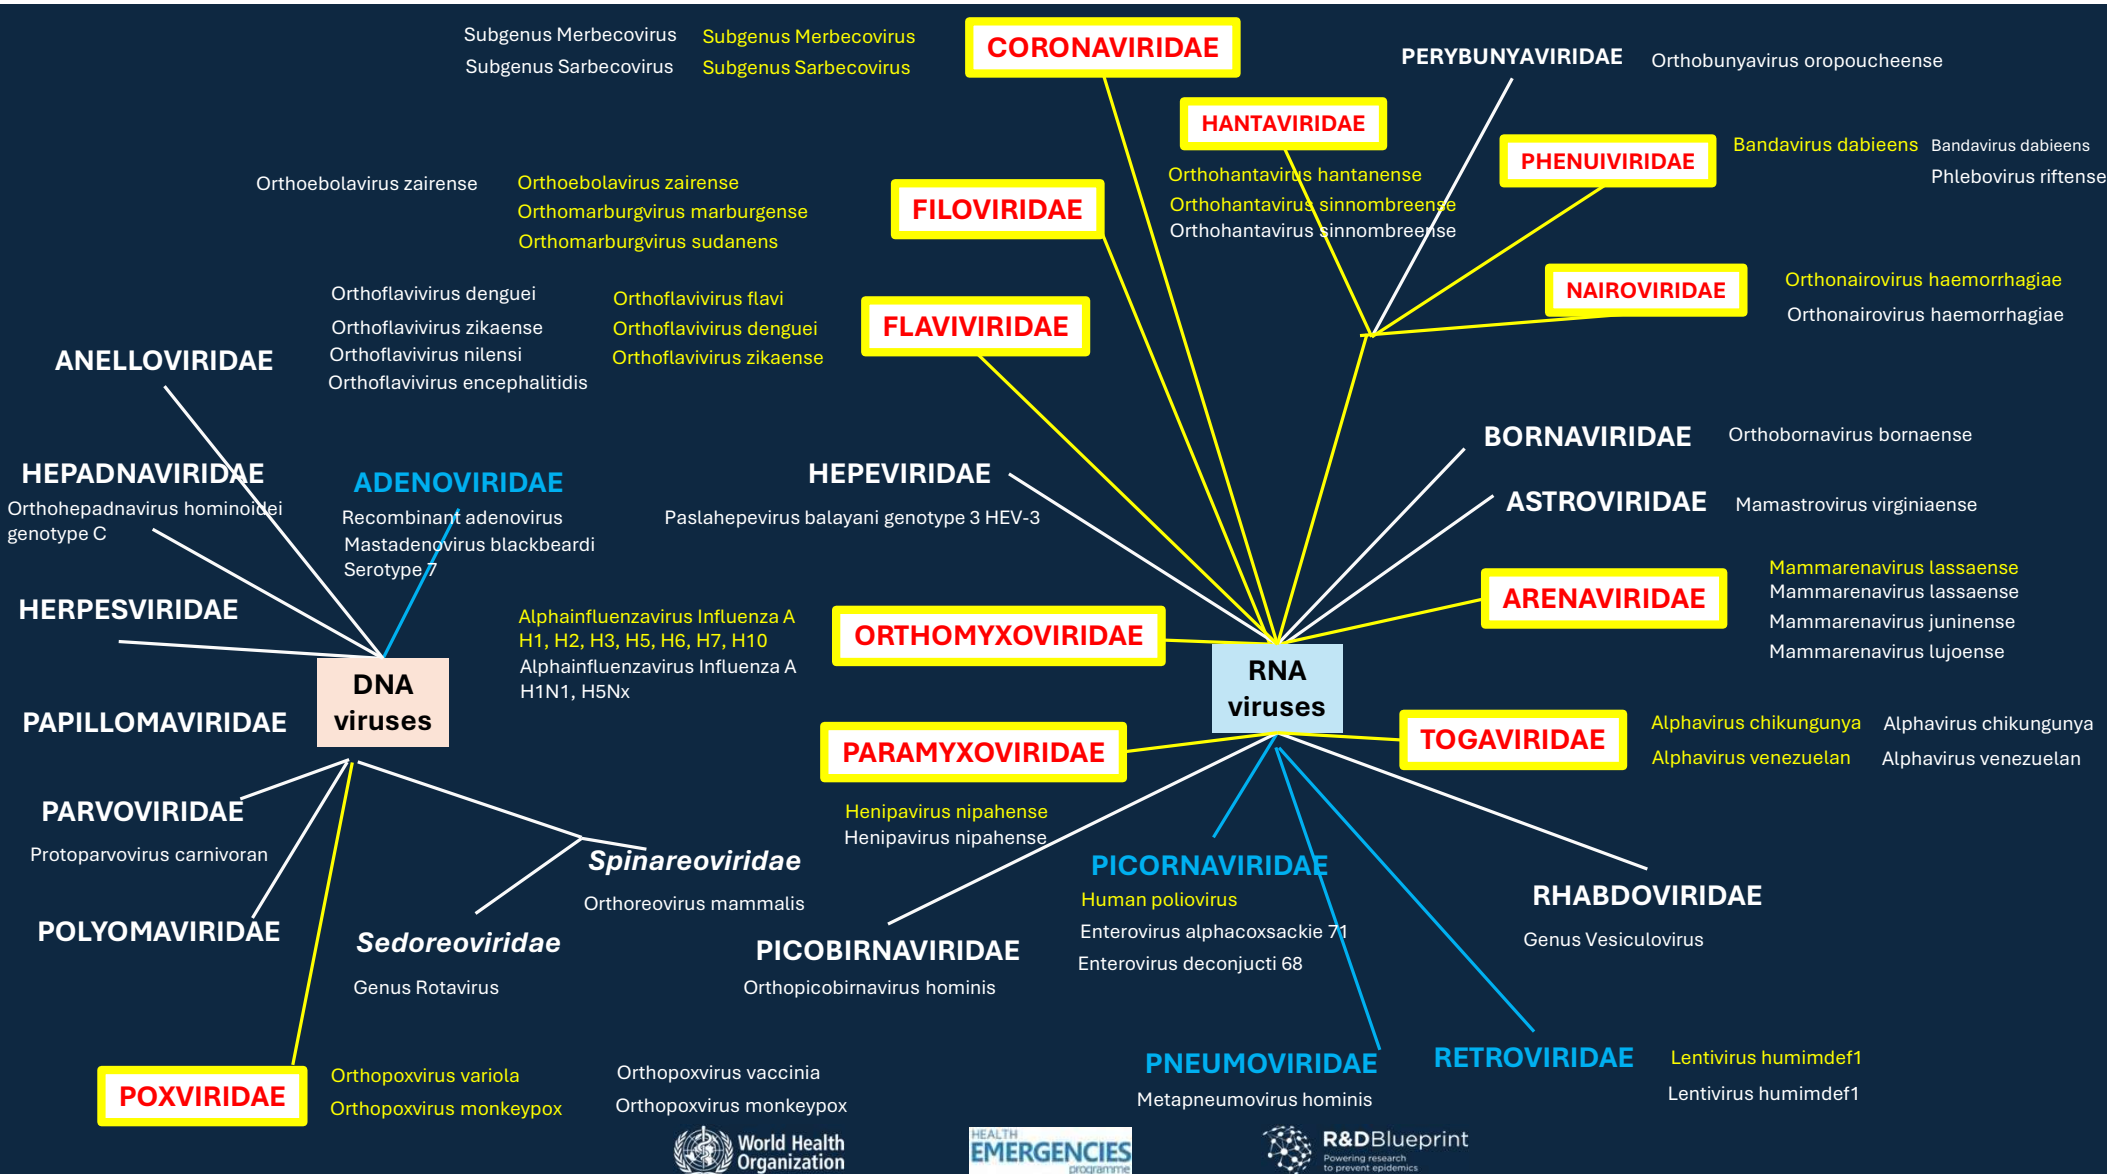 Subgenus Merbecovirus
Subgenus Sarbecovirus
Subgenus Merbecovirus
Subgenus Sarbecovirus
CORONAVIRIDAE
PERYBUNYAVIRIDAE
Orthobunyavirus oropoucheense
HANTAVIRIDAE
Orthohantavirus hantanense
Orthohantavirus sinnombreense
Orthohantavirus sinnombreense
PHENUIVIRIDAE
Bandavirus dabieens
Bandavirus dabieens
Phlebovirus riftense
Orthoebolavirus zairense
Orthoebolavirus zairense
Orthomarburgvirus marburgense
Orthomarburgvirus sudanens
FILOVIRIDAE
NAIROVIRIDAE
Orthonairovirus haemorrhagiae
Orthonairovirus haemorrhagiae
Orthoflavivirus denguei
Orthoflavivirus zikaense
Orthoflavivirus nilensi
Orthoflavivirus encephalitidis
Orthoflavivirus flavi
Orthoflavivirus denguei
Orthoflavivirus zikaense
FLAVIVIRIDAE
ANELLOVIRIDAE
HEPADNAVIRIDAE
Orthohepadnavirus hominoidei
genotype C
ADENOVIRIDAE
Recombinant adenovirus
Mastadenovirus blackbeardi
Serotype 7
HEPEVIRIDAE
Paslahepevirus balayani genotype 3 HEV-3
BORNAVIRIDAE
Orthobornavirus bornaense
ASTROVIRIDAE
Mamastrovirus virginiaense
HERPESVIRIDAE
Alphainfluenzavirus Influenza A
H1, H2, H3, H5, H6, H7, H10
Alphainfluenzavirus Influenza A
H1N1, H5Nx
ORTHOMYXOVIRIDAE
ARENAVIRIDAE
Mammarenavirus lassaense
Mammarenavirus lassaense
Mammarenavirus juninense
Mammarenavirus lujoense
DNA
viruses
RNA
viruses
PAPILLOMAVIRIDAE
PARAMYXOVIRIDAE
Henipavirus nipahense
Henipavirus nipahense
TOGAVIRIDAE
Alphavirus chikungunya
Alphavirus venezuelan
Alphavirus chikungunya
Alphavirus venezuelan
PARVOVIRIDAE
Protoparvovirus carnivoran
Spinareoviridae
Orthoreovirus mammalis
PICORNAVIRIDAE
Human poliovirus
Enterovirus alphacoxsackie 71
Enterovirus deconjucti 68
RHABDOVIRIDAE
Genus Vesiculovirus
POLYOMAVIRIDAE
Sedoreoviridae
Genus Rotavirus
PICOBIRNAVIRIDAE
Orthopicobirnavirus hominis
PNEUMOVIRIDAE
Metapneumovirus hominis
RETROVIRIDAE
Lentivirus humimdef1
Lentivirus humimdef1
POXVIRIDAE
Orthopoxvirus variola
Orthopoxvirus monkeypox
Orthopoxvirus vaccinia
Orthopoxvirus monkeypox
World Health
Organization
HEALTH
EMERGENCIES
programme
R&DBlueprint
Powering research
to prevent epidemics